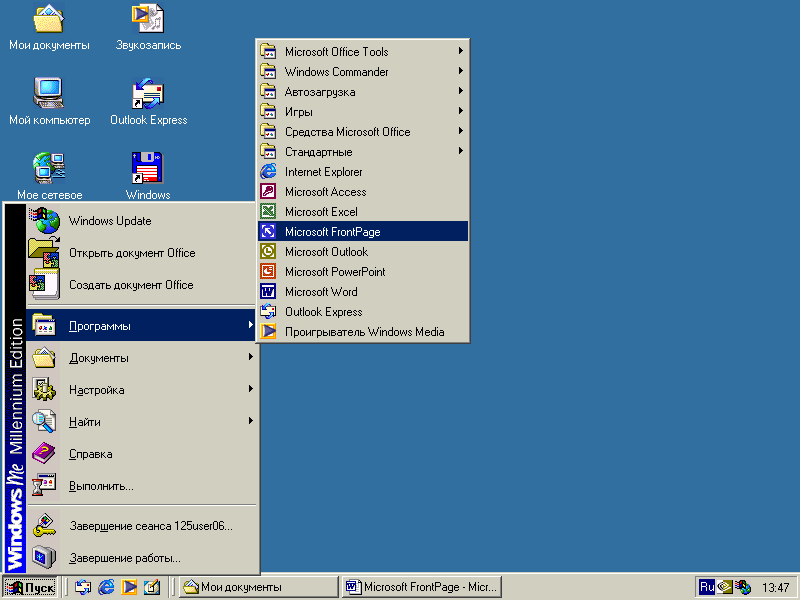 Мои документы
Звукозапись
Мой компьютер
Outlook Express
Мое сетевое
Windows
Microsoft Office Tools
Windows Commander
Автозагрузка
Игры
Средства Microsoft Office
Стандартные
Internet Explorer
Microsoft Access
Microsoft Excel
Microsoft FrontPage
Microsoft Outlook
Microsoft PowerPoint
Microsoft Word
Outlook Express
Проигрыватель Windows Media
Windows Me Millennium Edition
Windows Update
Открыть документ Office
Создать документ Office
Программы
Документы
Настройка
Найти
Справка
Выполнить...
Завершение сеанса 125user06...
Завершение работы...
Пуск
Мои документы
Microsoft FrontPage - Micr...
Ru
13:47